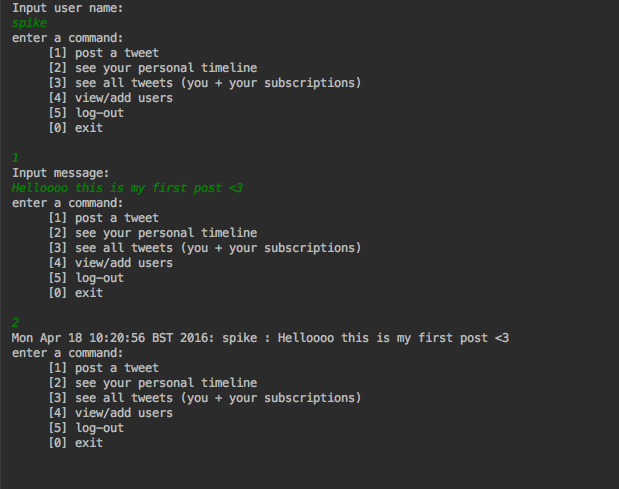 Input user name:
spike
enter a command:
[1] post a tweet
[2] see your personal timeline
[3] see all tweets (you + your subscriptions)
[4] view/add users
[5] log-out
[0] exit
1
Input message:
Helloooo this is my first post <3
enter a command:
[1] post a tweet
[2] see your personal timeline
[3] see all tweets (you + your subscriptions)
[4] view/add users
[5] log-out
[0] exit
2
Mon Apr 18 10:20:56 BST 2016: spike : Helloooo this is my first post <3
enter a command:
[1] post a tweet
[2] see your personal timeline
[3] see all tweets (you + your subscriptions)
[4] view/add users
[5] log-out
[0] exit